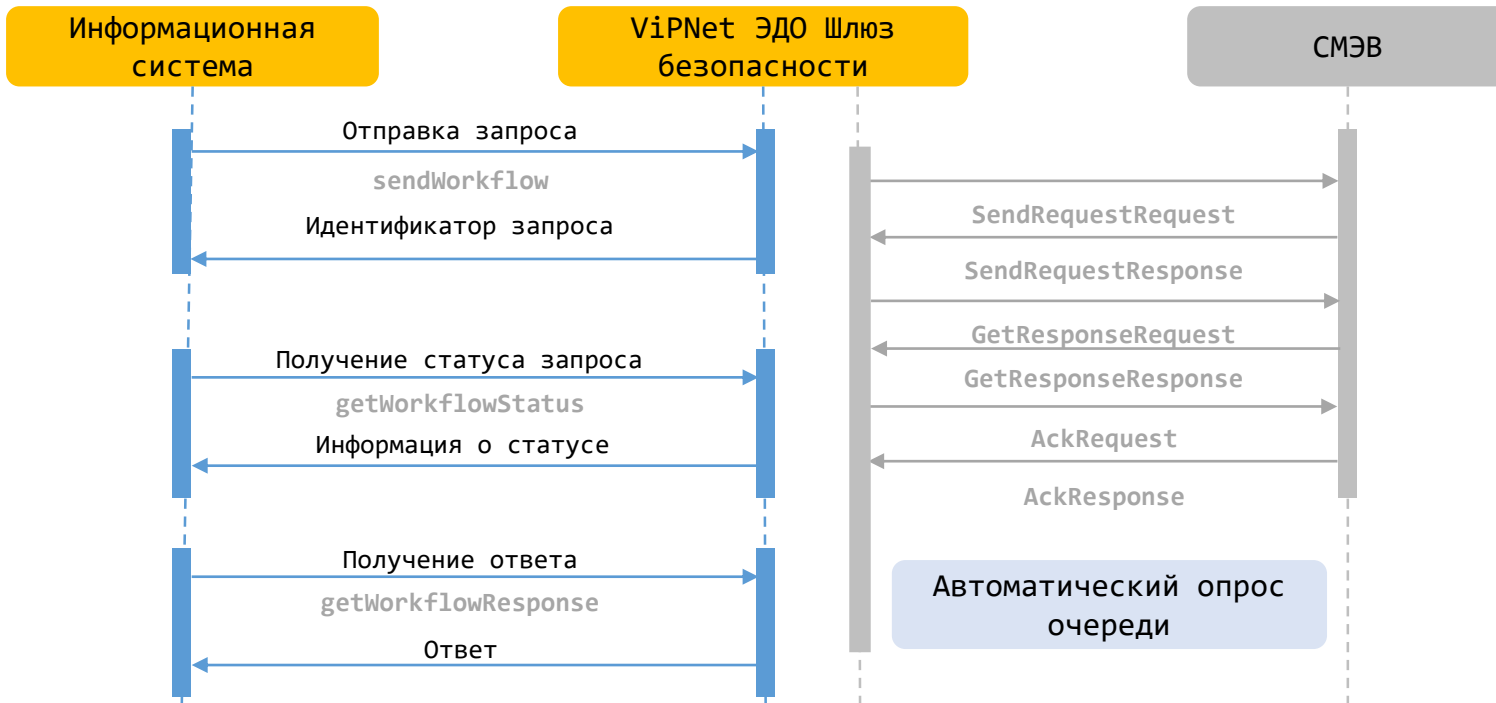 Информационная
система
ViPNet ЭДО Шлюз
безопасности
СМЭВ
Отправка запроса
sendWorkflow
Идентификатор запроса
Получение статуса запроса
getWorkflowStatus
Информация о статусе
Получение ответа
getWorkflowResponse
Ответ
SendRequestRequest
SendRequestResponse
GetResponseRequest
GetResponseResponse
AckRequest
AckResponse
Автоматический опрос
очереди